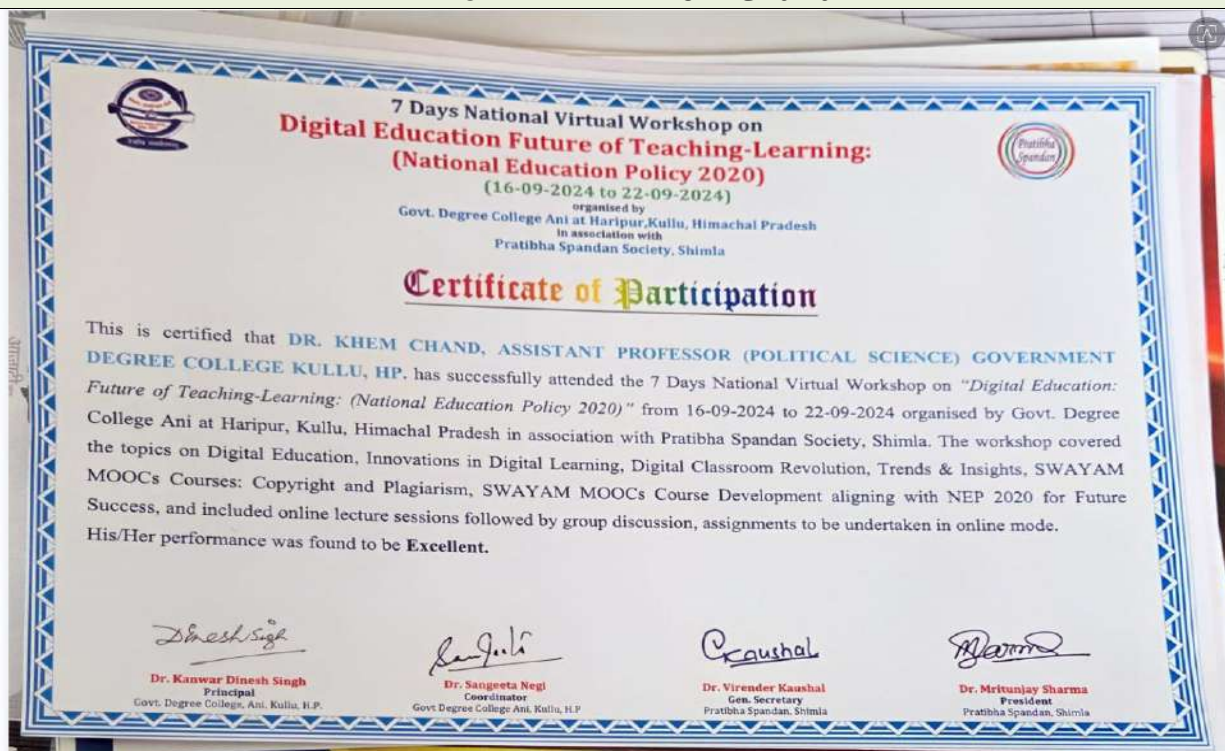 7 Days National Virtual Workshop on
Digital Education Future of Teaching-Learning:
(National Education Policy 2020)
(16-09-2024 to 22-09-2024)
organised by
Govt. Degree College Ani at Haripur,Kullu, Himachal Pradesh
in association with
Pratibha Spandan Society, Shimla
Pratibha
Spandan
Certificate of Participation
This is certified that DR. KHEM CHAND, ASSISTANT PROFESSOR (POLITICAL SCIENCE) GOVERNMENT
DEGREE COLLEGE KULLU, HP. has successfully attended the 7 Days National Virtual Workshop on "Digital Education:
Future of Teaching-Learning: (National Education Policy 2020)" from 16-09-2024 to 22-09-2024 organised by Govt. Degree
College Ani at Haripur, Kullu, Himachal Pradesh in association with Pratibha Spandan Society, Shimla. The workshop covered
the topics on Digital Education, Innovations in Digital Learning, Digital Classroom Revolution, Trends & Insights, SWAYAM
MOOCs Courses: Copyright and Plagiarism, SWAYAM MOOCs Course Development aligning with NEP 2020 for Future
Success, and included online lecture sessions followed by group discussion, assignments to be undertaken in online mode.
His/Her performance was found to be Excellent.
Dinesh Singh
Dr. Kanwar Dinesh Singh
Principal
Govt. Degree College, Ani, Kullu, H.P.
Sangeeta
Dr. Sangeeta Negi
Coordinator
Govt Degree College Ani, Kullu, H.P
Kaushal
Dr. Virender Kaushal
Gen. Secretary
Pratibha Spandan, Shimla
Sharma
Dr. Mritunjay Sharma
President
Pratibha Spandan, Shimla